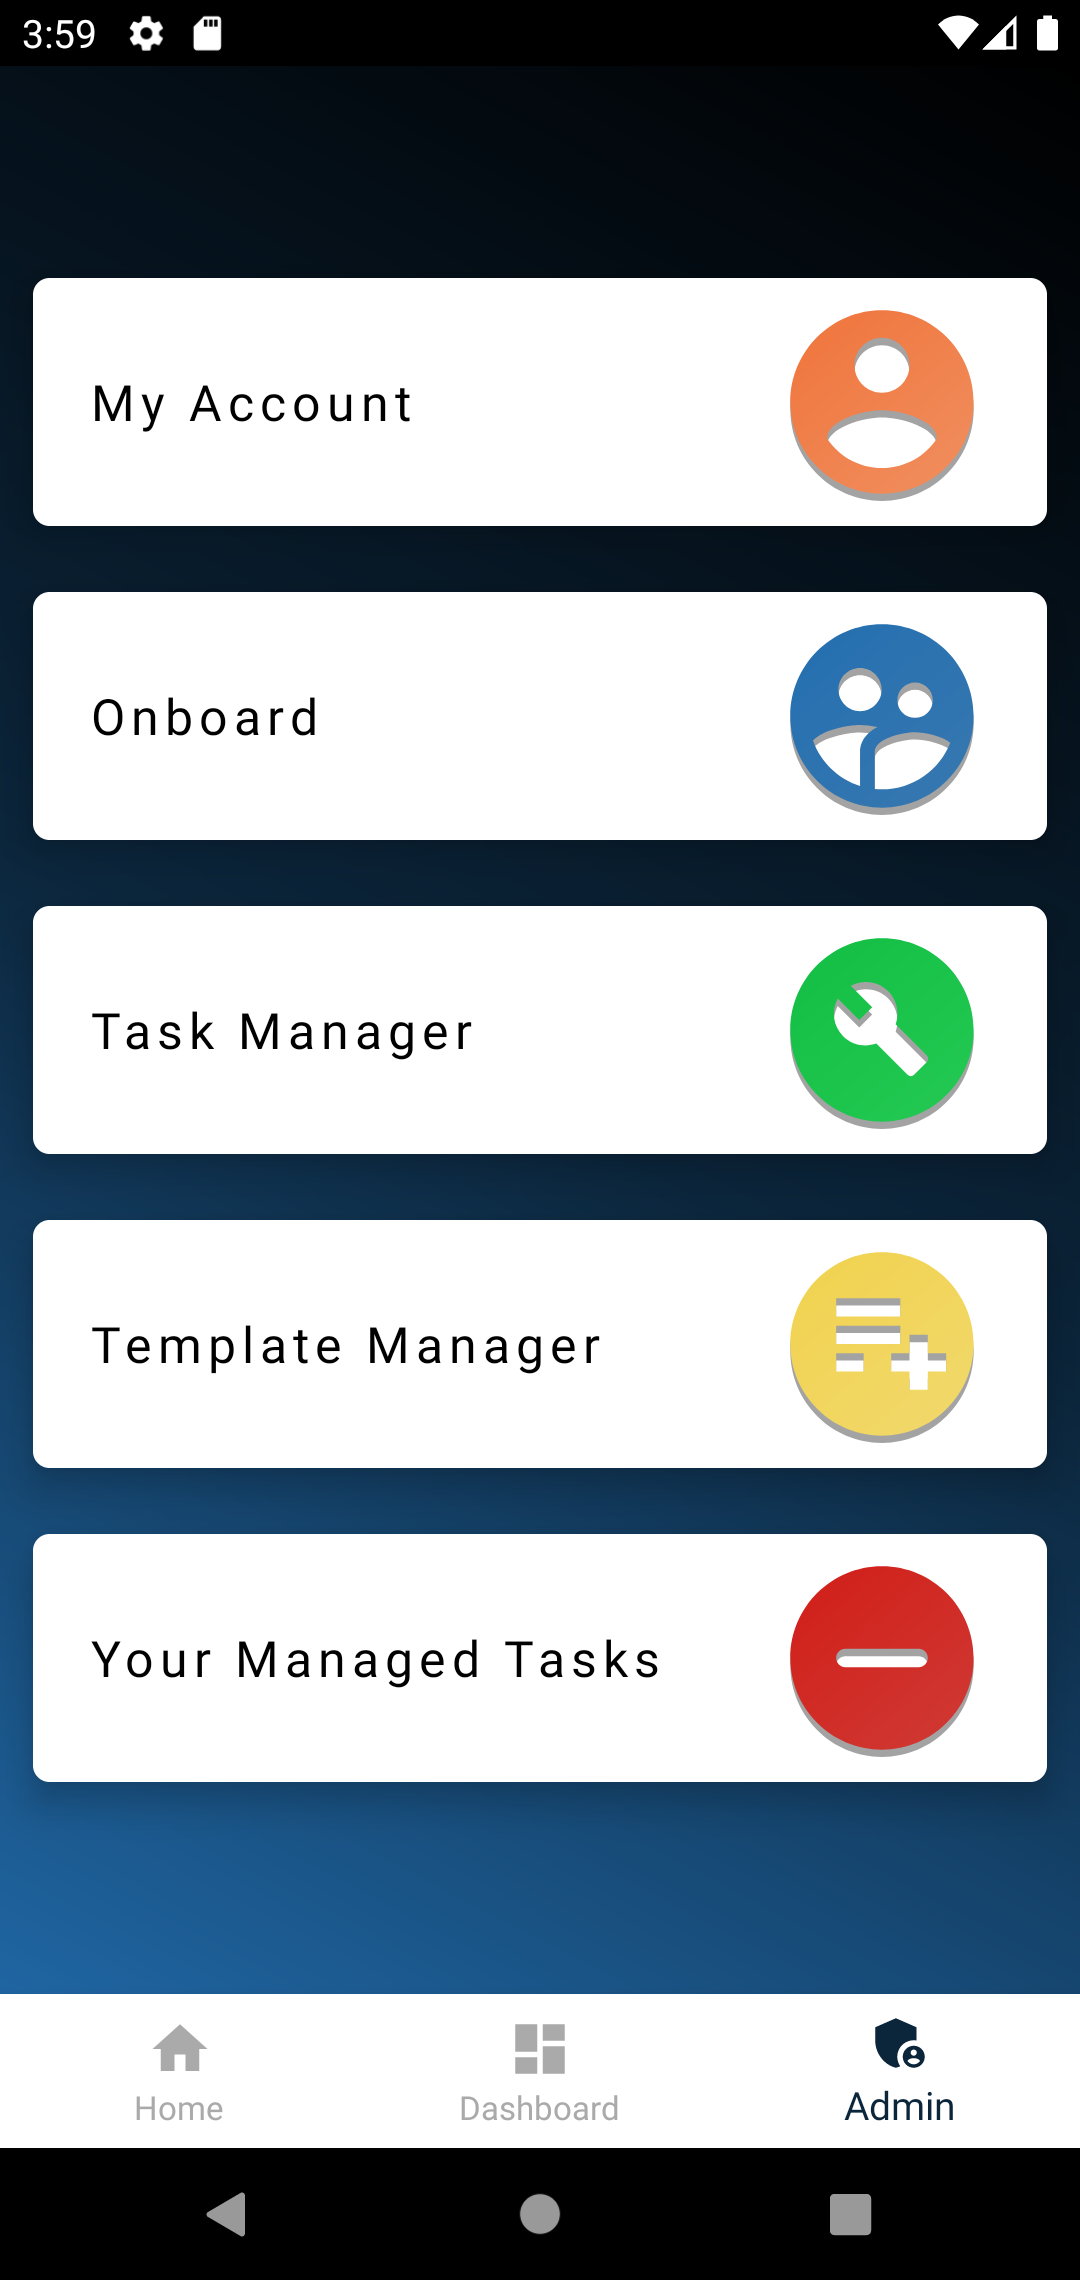 3:59
My Account
Onboard
Task Manager
Template Manager
Your Managed Tasks
Home
Dashboard
Admin